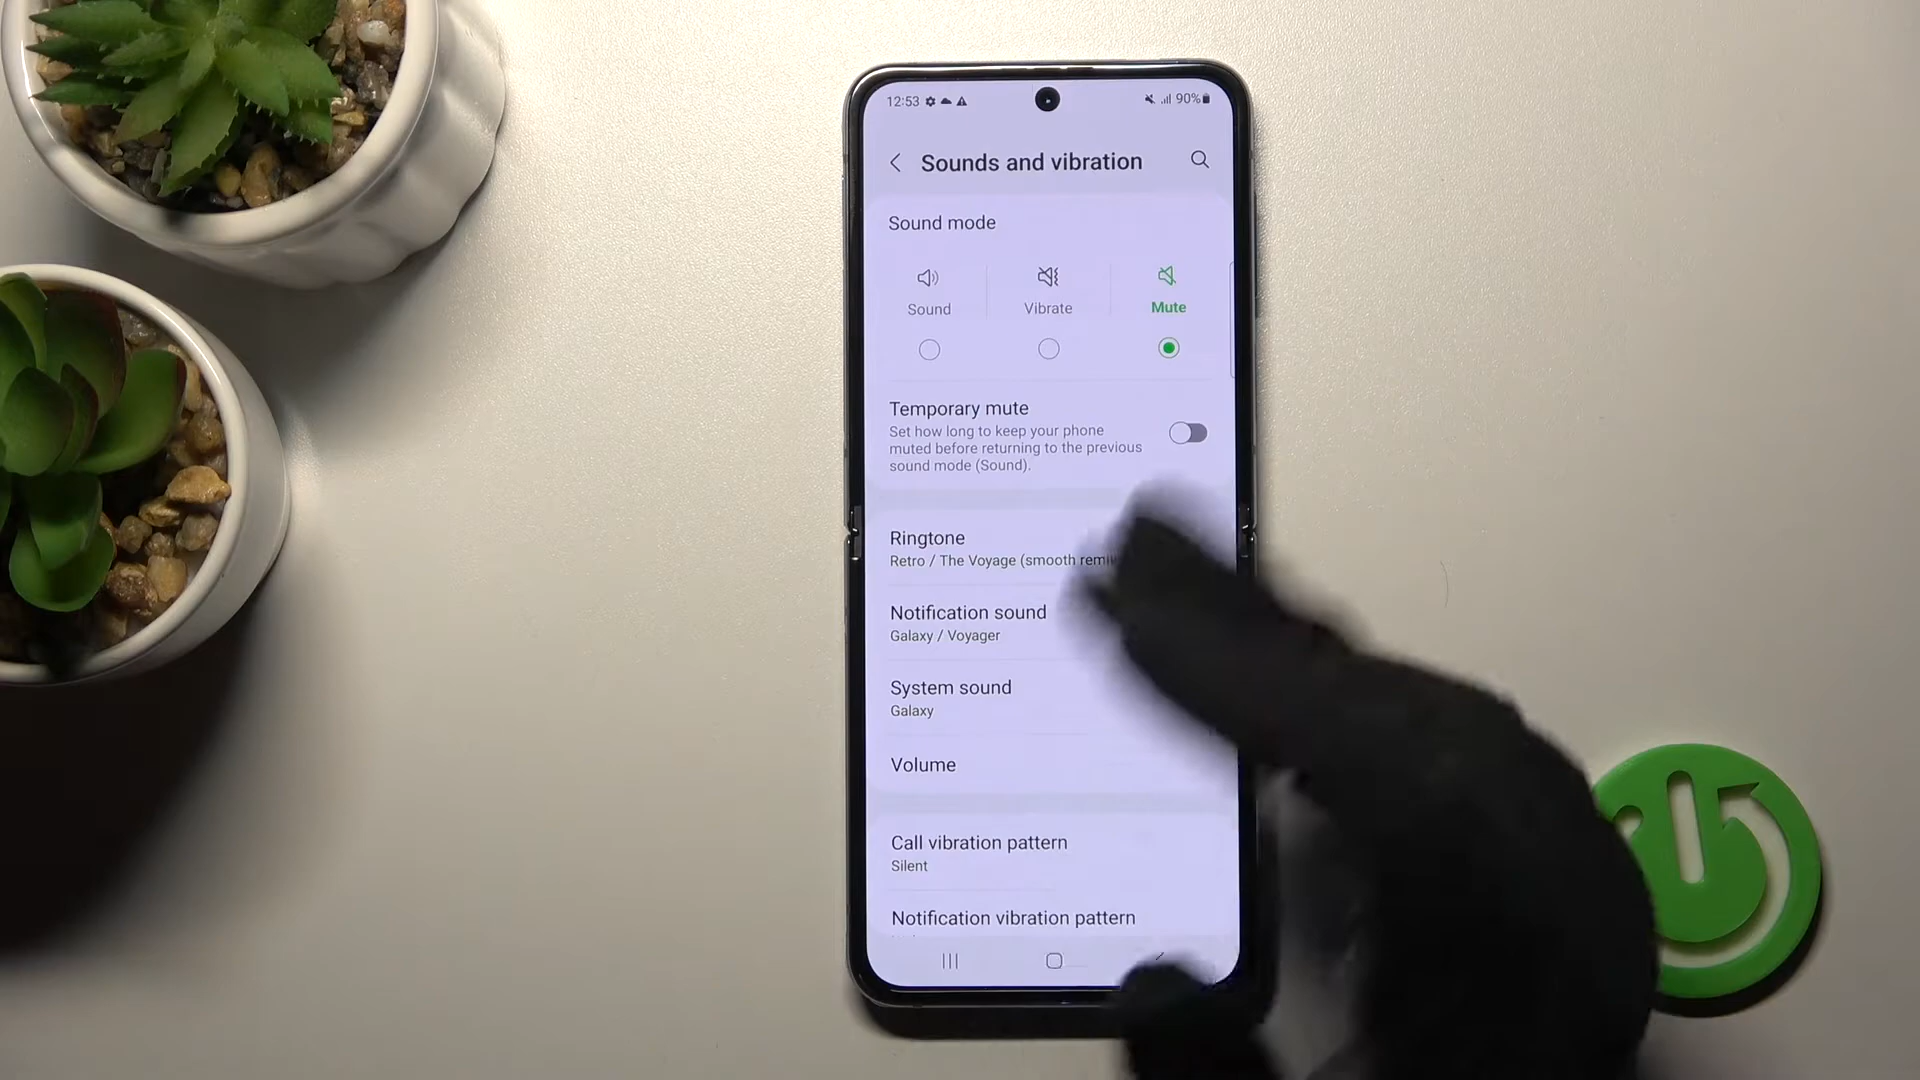 12:53
90%
Sounds and vibration
Sound mode
Sound
Vibrate
Mute
Temporary mute
Set how long to keep your phone
muted before returning to the previous
sound mode (Sound).
Ringtone
Retro / The Voyage (smooth
Notification sound
Galaxy / Voyager
System sound
Galaxy
Volume
Call vibration pattern
Silent
Notification vibration pattern